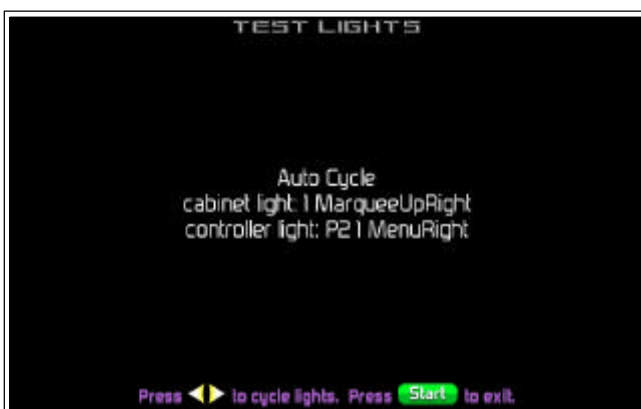 TEST LIGHTS
Auto Cycle
cabinet light: 1 MarqueeUpRight
controller light: P2 1 MenuRight
Press ◀▶ to cycle lights. Press Start to exit.